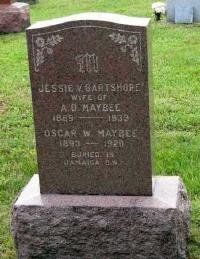 M
JESSIE V. GARTSHORE
WIFE OF
A.D. MAYBEE
1869 1939
OSCAR W. MAYBEE
1893 – 1920
BURIED IN
JAMAICA B.N.